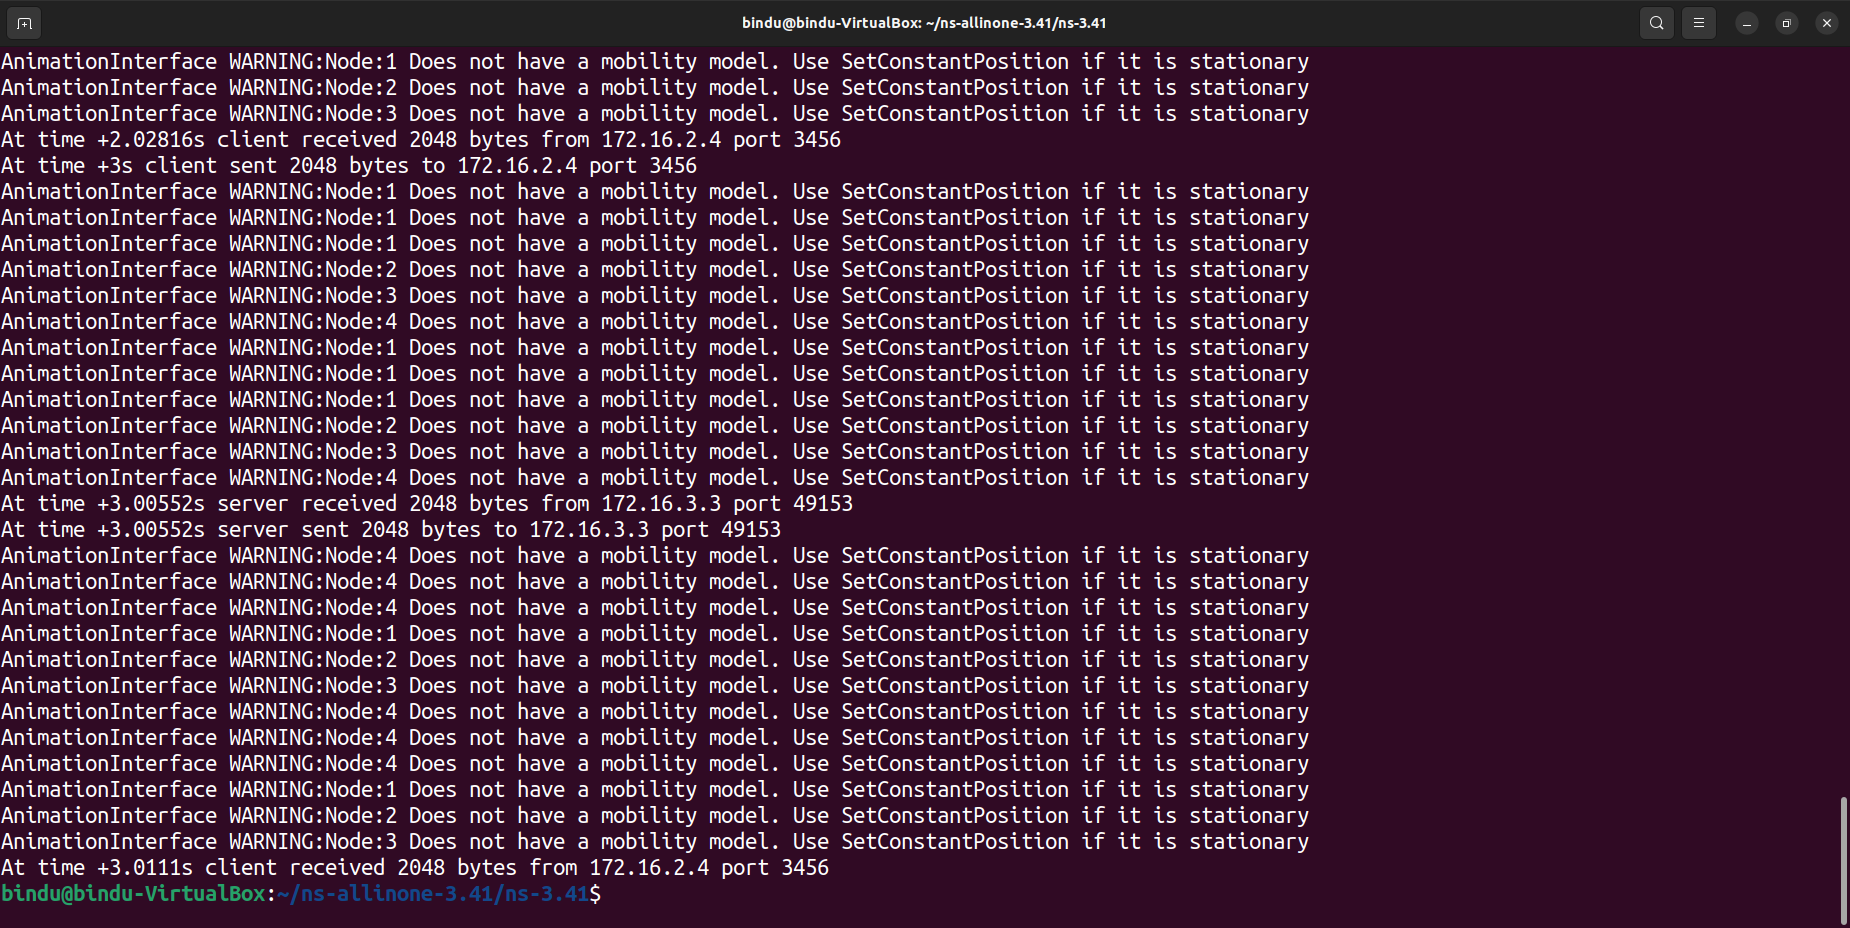 bindu@bindu-VirtualBox: ~/ns-allinone-3.41/ns-3.41
AnimationInterface WARNING:Node:1 Does not have a mobility model. Use SetConstantPosition if it is stationary
AnimationInterface WARNING:Node:2 Does not have a mobility model. Use SetConstantPosition if it is stationary
AnimationInterface WARNING:Node:3 Does not have a mobility model. Use SetConstantPosition if it is stationary
At time +2.02816s client received 2048 bytes from 172.16.2.4 port 3456
At time +3s client sent 2048 bytes to 172.16.2.4 port 3456
AnimationInterface WARNING:Node:1 Does not have a mobility model. Use SetConstantPosition if it is stationary
AnimationInterface WARNING:Node:1 Does not have a mobility model. Use SetConstantPosition if it is stationary
AnimationInterface WARNING:Node:1 Does not have a mobility model. Use SetConstantPosition if it is stationary
AnimationInterface WARNING:Node:2 Does not have a mobility model. Use SetConstantPosition if it is stationary
AnimationInterface WARNING:Node:3 Does not have a mobility model. Use SetConstantPosition if it is stationary
AnimationInterface WARNING:Node:4 Does not have a mobility model. Use SetConstantPosition if it is stationary
AnimationInterface WARNING:Node:1 Does not have a mobility model. Use SetConstantPosition if it is stationary
AnimationInterface WARNING:Node:1 Does not have a mobility model. Use SetConstantPosition if it is stationary
AnimationInterface WARNING:Node:1 Does not have a mobility model. Use SetConstantPosition if it is stationary
AnimationInterface WARNING:Node:2 Does not have a mobility model. Use SetConstantPosition if it is stationary
AnimationInterface WARNING:Node:3 Does not have a mobility model. Use SetConstantPosition if it is stationary
AnimationInterface WARNING:Node:4 Does not have a mobility model. Use SetConstantPosition if it is stationary
At time +3.00552s server received 2048 bytes from 172.16.3.3 port 49153
At time +3.00552s server sent 2048 bytes to 172.16.3.3 port 49153
AnimationInterface WARNING:Node:4 Does not have a mobility model. Use SetConstantPosition if it is stationary
AnimationInterface WARNING:Node:4 Does not have a mobility model. Use SetConstantPosition if it is stationary
AnimationInterface WARNING:Node:4 Does not have a mobility model. Use SetConstantPosition if it is stationary
AnimationInterface WARNING:Node:1 Does not have a mobility model. Use SetConstantPosition if it is stationary
AnimationInterface WARNING:Node:2 Does not have a mobility model. Use SetConstantPosition if it is stationary
AnimationInterface WARNING:Node:3 Does not have a mobility model. Use SetConstantPosition if it is stationary
AnimationInterface WARNING:Node:4 Does not have a mobility model. Use SetConstantPosition if it is stationary
AnimationInterface WARNING:Node:4 Does not have a mobility model. Use SetConstantPosition if it is stationary
AnimationInterface WARNING:Node:4 Does not have a mobility model. Use SetConstantPosition if it is stationary
AnimationInterface WARNING:Node:1 Does not have a mobility model. Use SetConstantPosition if it is stationary
AnimationInterface WARNING:Node:2 Does not have a mobility model. Use SetConstantPosition if it is stationary
AnimationInterface WARNING:Node:3 Does not have a mobility model. Use SetConstantPosition if it is stationary
At time +3.0111s client received 2048 bytes from 172.16.2.4 port 3456
bindu@bindu-VirtualBox:~/ns-allinone-3.41/ns-3.41$